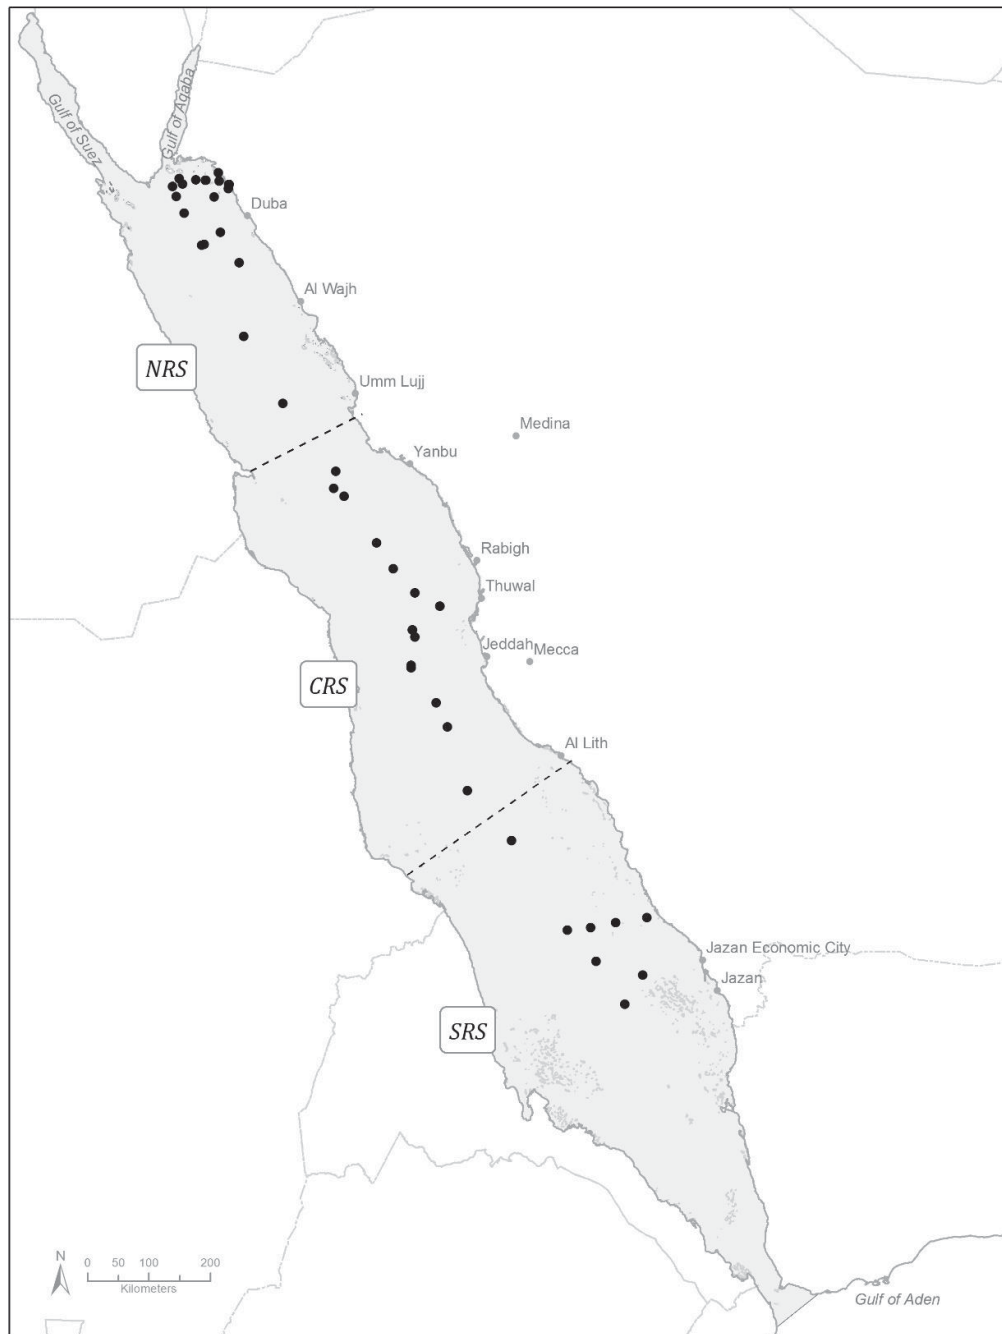 Gulf of Suez
Gulf of Aqaba
Duba
Al Wajh
NRS
Umm Lujj
Medina
Yanbu
Rabigh
Thuwal
Jeddah
Mecca
CRS
Al Lith
Jazan Economic City
Jazan
SRS
N
0 50 100 200
Kilometers
Gulf of Aden